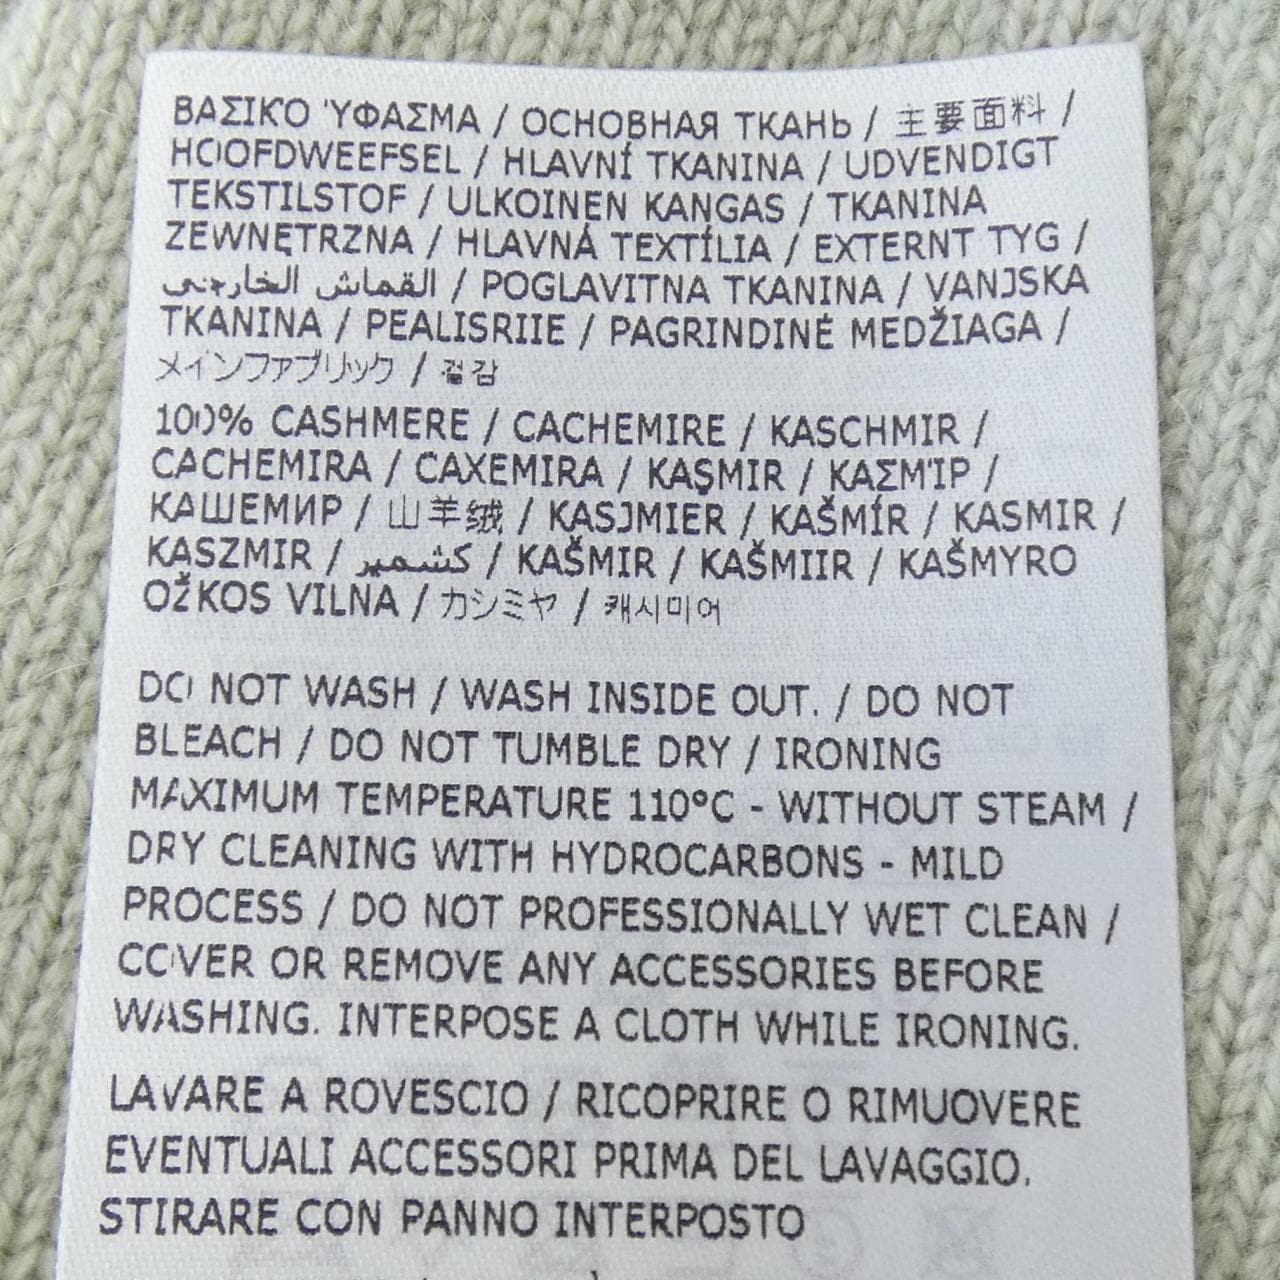 ΒΑΣΙΚΌ ΎΦΑΣΜΑ / ОСНОВНАЯ ТКАНЬ / 主要面料 /
HOOFDWEEFSEL / HLAVNÍ TKANINA / UDVENDIGT
TEKSTILSTOF / ULKOINEN KANGAS / TKANINA
ZEWNĘTRZNA / HLAVNÁ TEXTÍLIA / EXTERNT TYG /
القماش الخارجي / POGLAVITNA TKANINA / VANJSKA
TKANINA / PEALISRIIE / PAGRINDINĖ MEDŽIAGA /
メインファブリック / 겉감
100% CASHMERE / CACHEMIRE / KASCHMIR /
CACHEMIRA / CAXEMIRA / KAŞMIR / ΚΑΣΜΊΡ /
КАШЕМИР / 山羊绒 / KASJMIER / KAŠMÍR / KASMIR /
KASZMIR / كشمير / KAŠMIR / KAŠMIIR / KAŠMYRO
OŽKOS VILNA / カシミヤ / 캐시미어
DO NOT WASH / WASH INSIDE OUT. / DO NOT
BLEACH / DO NOT TUMBLE DRY / IRONING
MAXIMUM TEMPERATURE 110°C - WITHOUT STEAM /
DRY CLEANING WITH HYDROCARBONS - MILD
PROCESS / DO NOT PROFESSIONALLY WET CLEAN /
COVER OR REMOVE ANY ACCESSORIES BEFORE
WASHING. INTERPOSE A CLOTH WHILE IRONING.
LAVARE A ROVESCIO / RICOPRIRE O RIMUOVERE
EVENTUALI ACCESSORI PRIMA DEL LAVAGGIO.
STIRARE CON PANNO INTERPOSTO